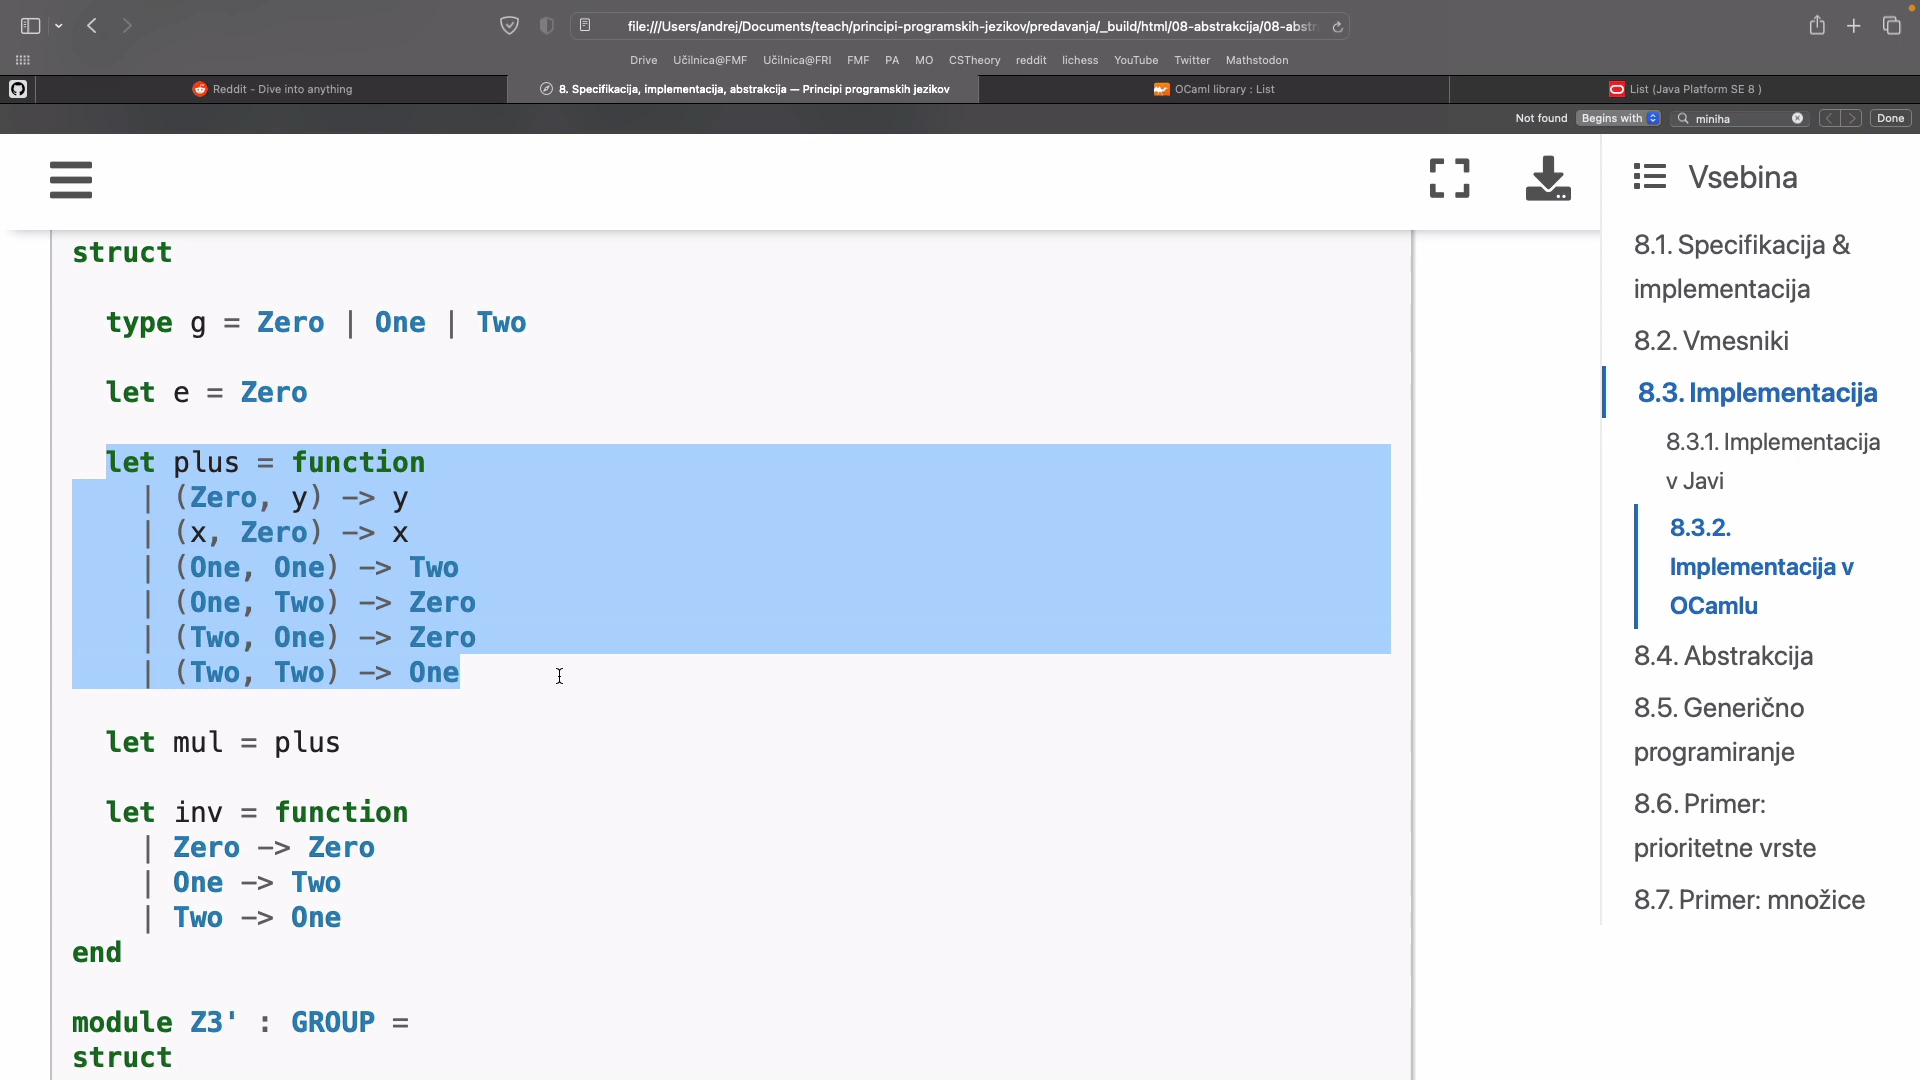 file:///Users/andrej/Documents/teach/principi-programskih-jezikov/predavanja/_build/html/08-abstrakcija/08-abstr
Drive Učilnica@FMF Učilnica@FRI FMF PA MO CSTheory reddit lichess YouTube Twitter Mathstodon
Reddit - Dive into anything
8. Specifikacija, implementacija, abstrakcija — Principi programskih jezikov
OCaml library : List
List (Java Platform SE 8 )
Not found Begins with miniha Done
struct
type g = Zero | One | Two
let e = Zero
let plus = function
| (Zero, y) -> y
| (x, Zero) -> x
| (One, One) -> Two
| (One, Two) -> Zero
| (Two, One) -> Zero
| (Two, Two) -> One
let mul = plus
let inv = function
| Zero -> Zero
| One -> Two
| Two -> One
end
module Z3' : GROUP =
struct
Vsebina
8.1. Specifikacija &
implementacija
8.2. Vmesniki
8.3. Implementacija
8.3.1. Implementacija
v Javi
8.3.2.
Implementacija v
OCamlu
8.4. Abstrakcija
8.5. Generično
programiranje
8.6. Primer:
prioritetne vrste
8.7. Primer: množice